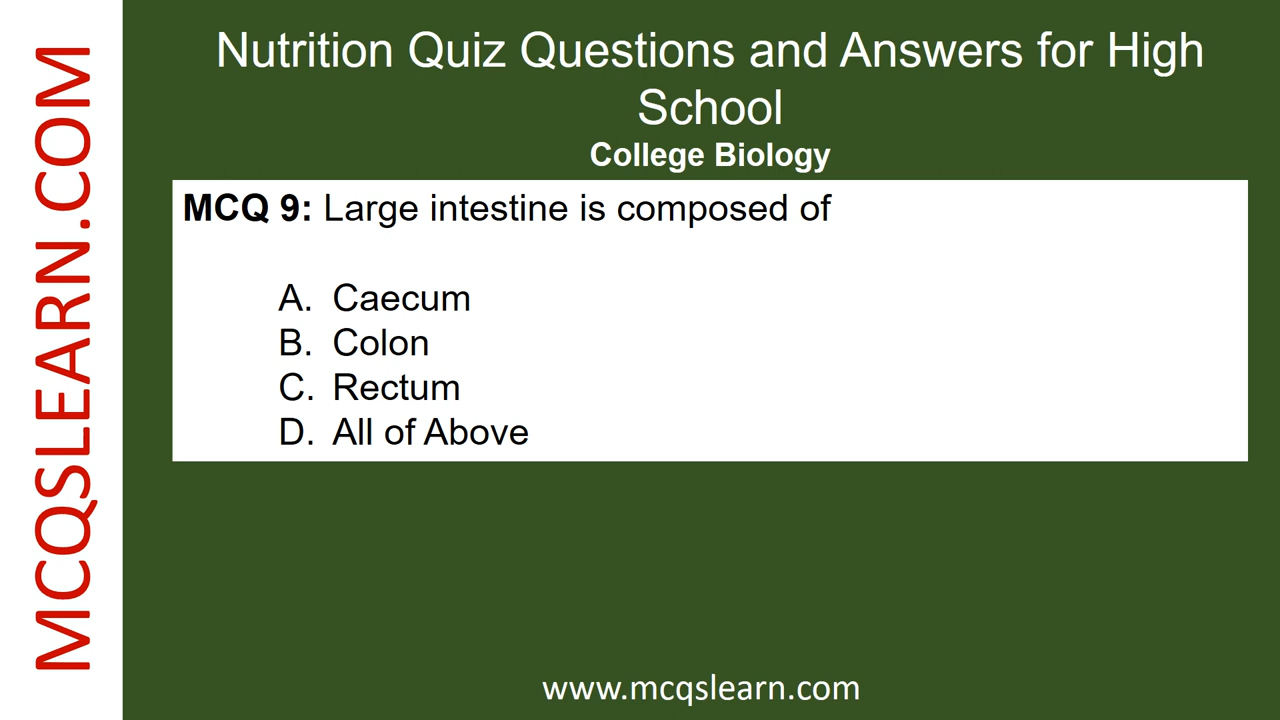 MCQSLEARN.COM
Nutrition Quiz Questions and Answers for High
School
College Biology
MCQ 9: Large intestine is composed of
A. Caecum
B. Colon
C. Rectum
D. All of Above
www.mcqslearn.com